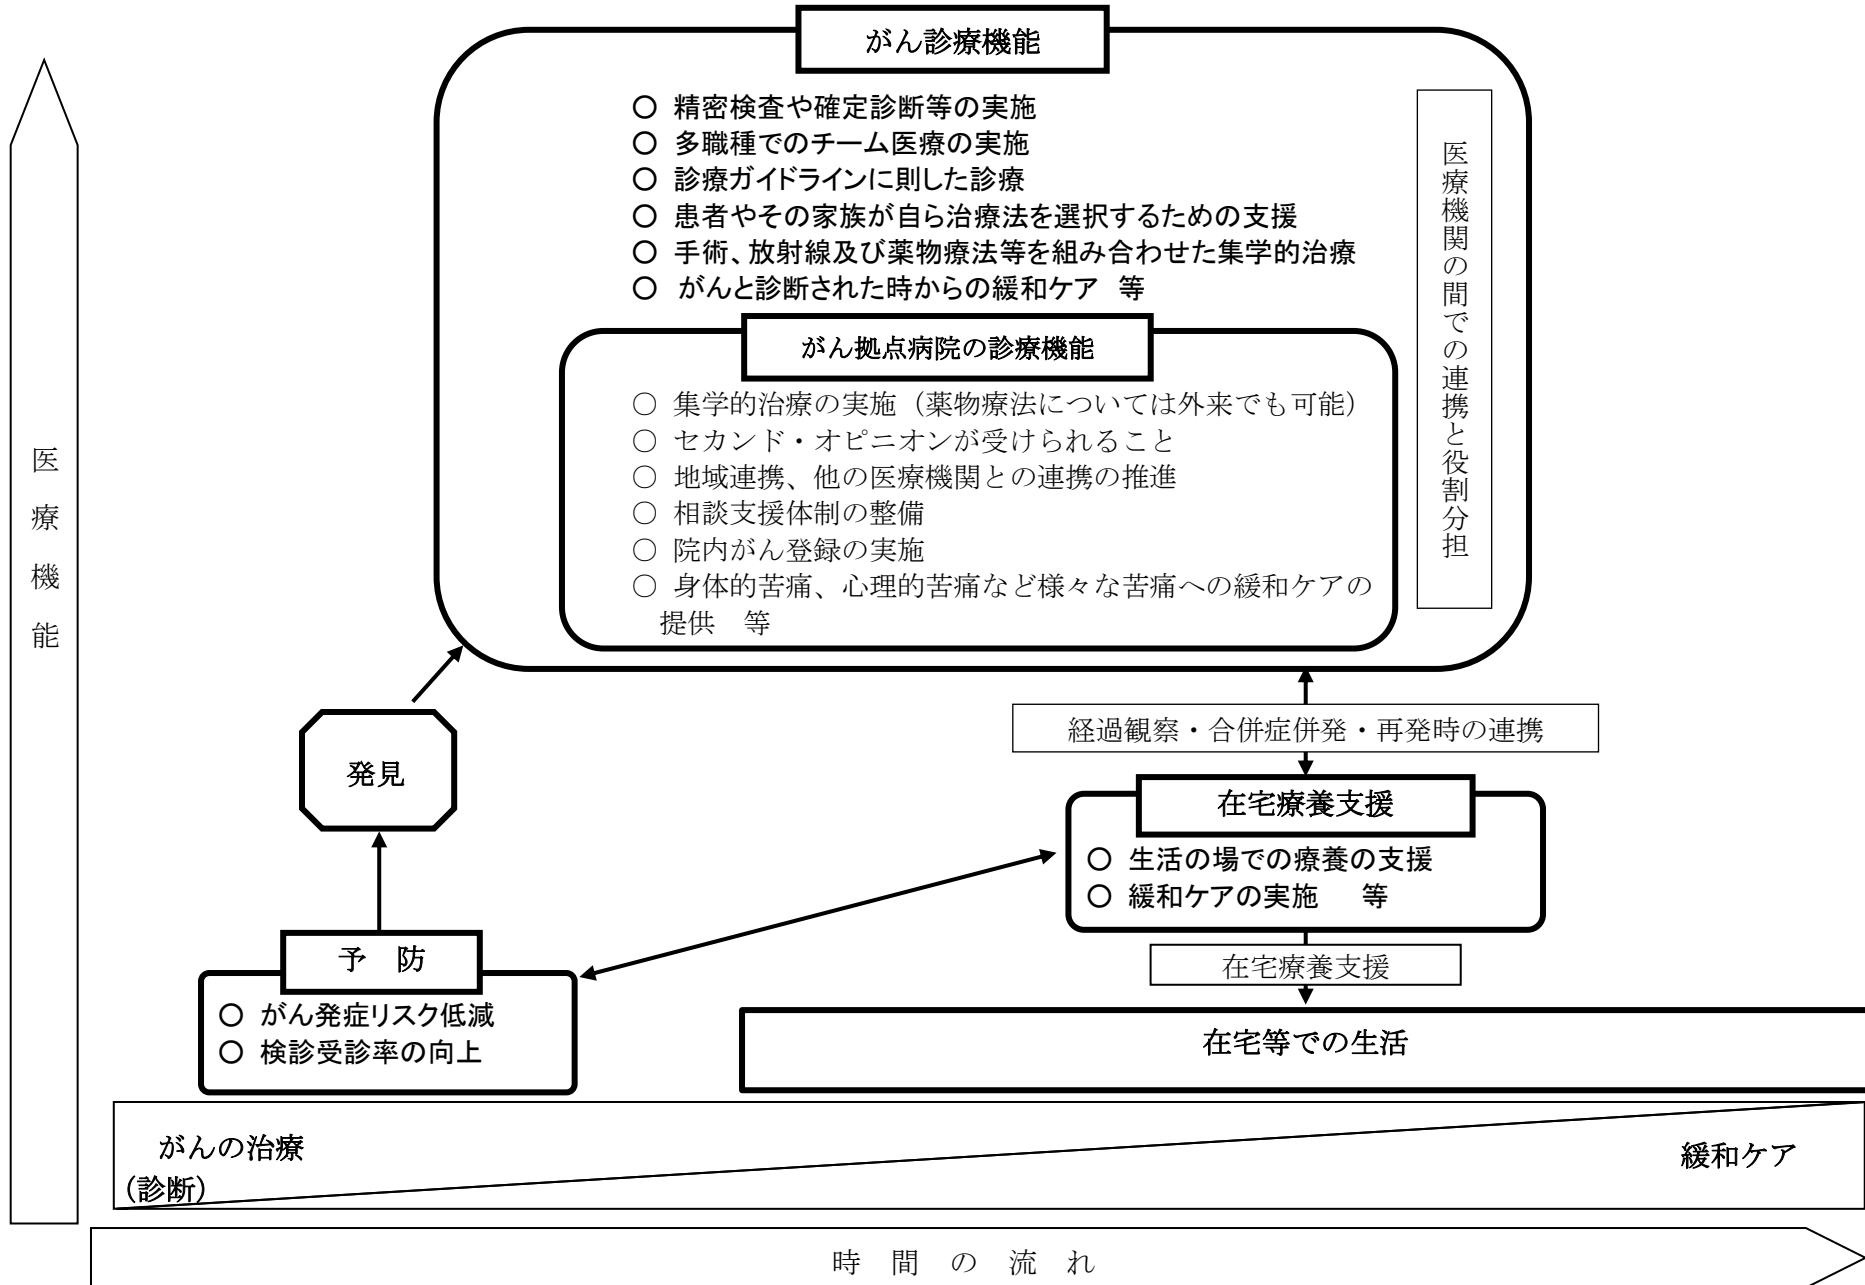 がん診療機能
○ 精密検査や確定診断等の実施
○ 多職種でのチーム医療の実施
○ 診療ガイドラインに則した診療
○ 患者やその家族が自ら治療法を選択するための支援
○ 手術、放射線及び薬物療法等を組み合わせた集学的治療
○ がんと診断された時からの緩和ケア 等
医療機関の間での連携と役割分担
がん拠点病院の診療機能
○ 集学的治療の実施（薬物療法については外来でも可能）
○ セカンド・オピニオンが受けられること
○ 地域連携、他の医療機関との連携の推進
○ 相談支援体制の整備
○ 院内がん登録の実施
○ 身体的苦痛、心理的苦痛など様々な苦痛への緩和ケアの
提供 等
医療機能
発見
経過観察・合併症併発・再発時の連携
在宅療養支援
○ 生活の場での療養の支援
○ 緩和ケアの実施 等
予 防
○ がん発症リスク低減
○ 検診受診率の向上
在宅療養支援
在宅等での生活
がんの治療
(診断)
緩和ケア
時 間 の 流 れ